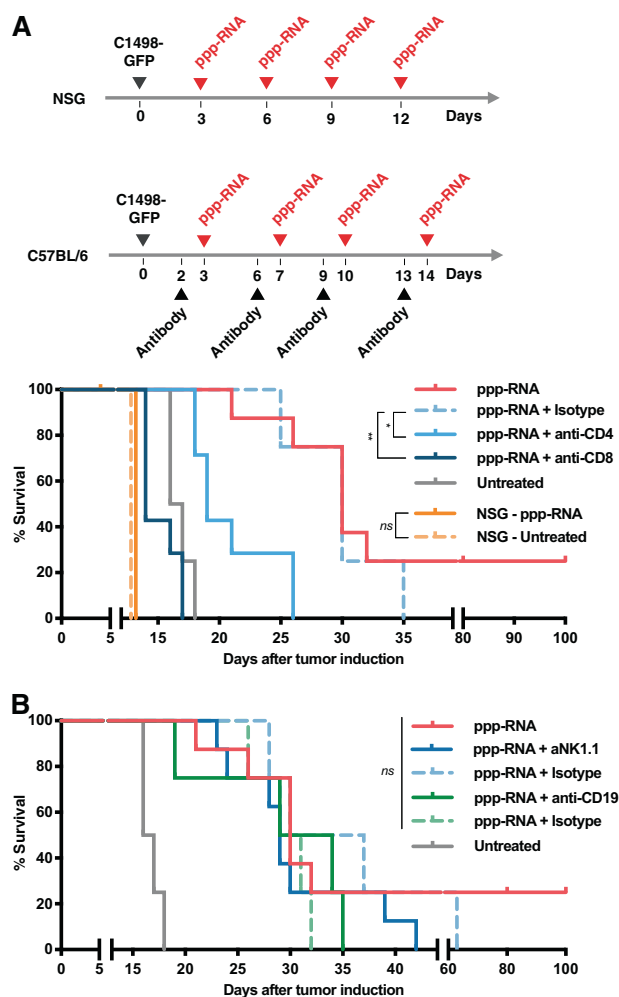 A
C1498-
GFP
ppp-RNA
ppp-RNA
ppp-RNA
ppp-RNA
NSG
0
3
6
9
12
Days
C1498-
GFP
ppp-RNA
ppp-RNA
ppp-RNA
ppp-RNA
C57BL/6
0
2
3
6
7
9
10
13
14
Days
Antibody
Antibody
Antibody
Antibody
% Survival
100
80
60
40
20
0
0
5
15
20
25
30
35
80
90
100
Days after tumor induction
ppp-RNA
ppp-RNA + Isotype
ppp-RNA + anti-CD4
ppp-RNA + anti-CD8
Untreated
NSG - ppp-RNA
NSG - Untreated
*
**
ns
B
% Survival
100
80
60
40
20
0
0
5
15
20
25
30
35
40
60
80
100
Days after tumor induction
ns
ppp-RNA
ppp-RNA + aNK1.1
ppp-RNA + Isotype
ppp-RNA + anti-CD19
ppp-RNA + Isotype
Untreated